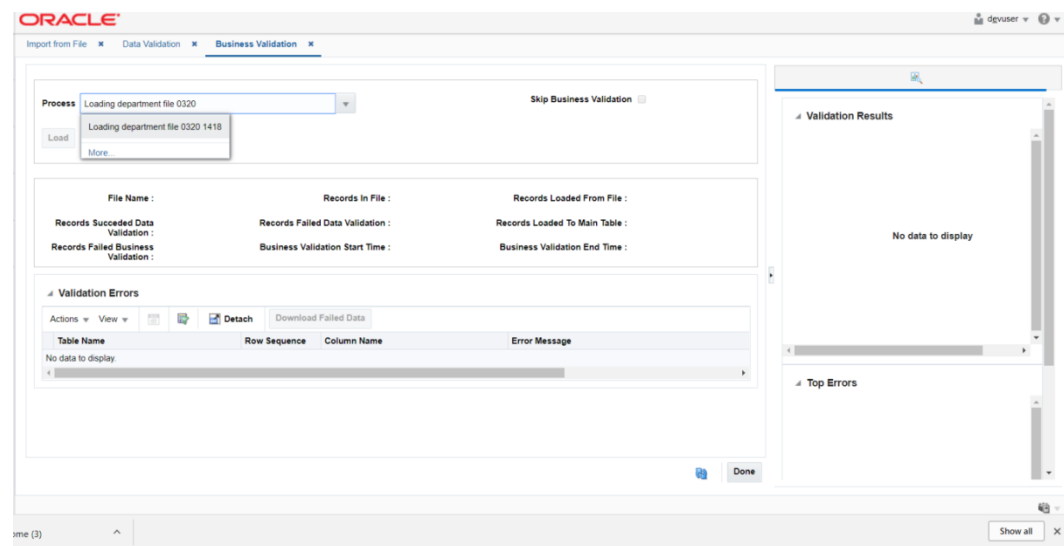 ORACLE
devuser
Import from File
Data Validation
Business Validation
Process Loading department file 0320
Skip Business Validation
Loading department file 0320 1418
Load
More...
File Name :
Records In File :
Records Loaded From File :
Records Succeded Data Validation :
Records Failed Data Validation :
Records Loaded To Main Table :
Records Failed Business Validation :
Business Validation Start Time :
Business Validation End Time :
Validation Errors
Actions View Detach Download Failed Data
Table Name Row Sequence Column Name Error Message
No data to display.
Done
Validation Results
No data to display
Top Errors
ome (3)
Show all